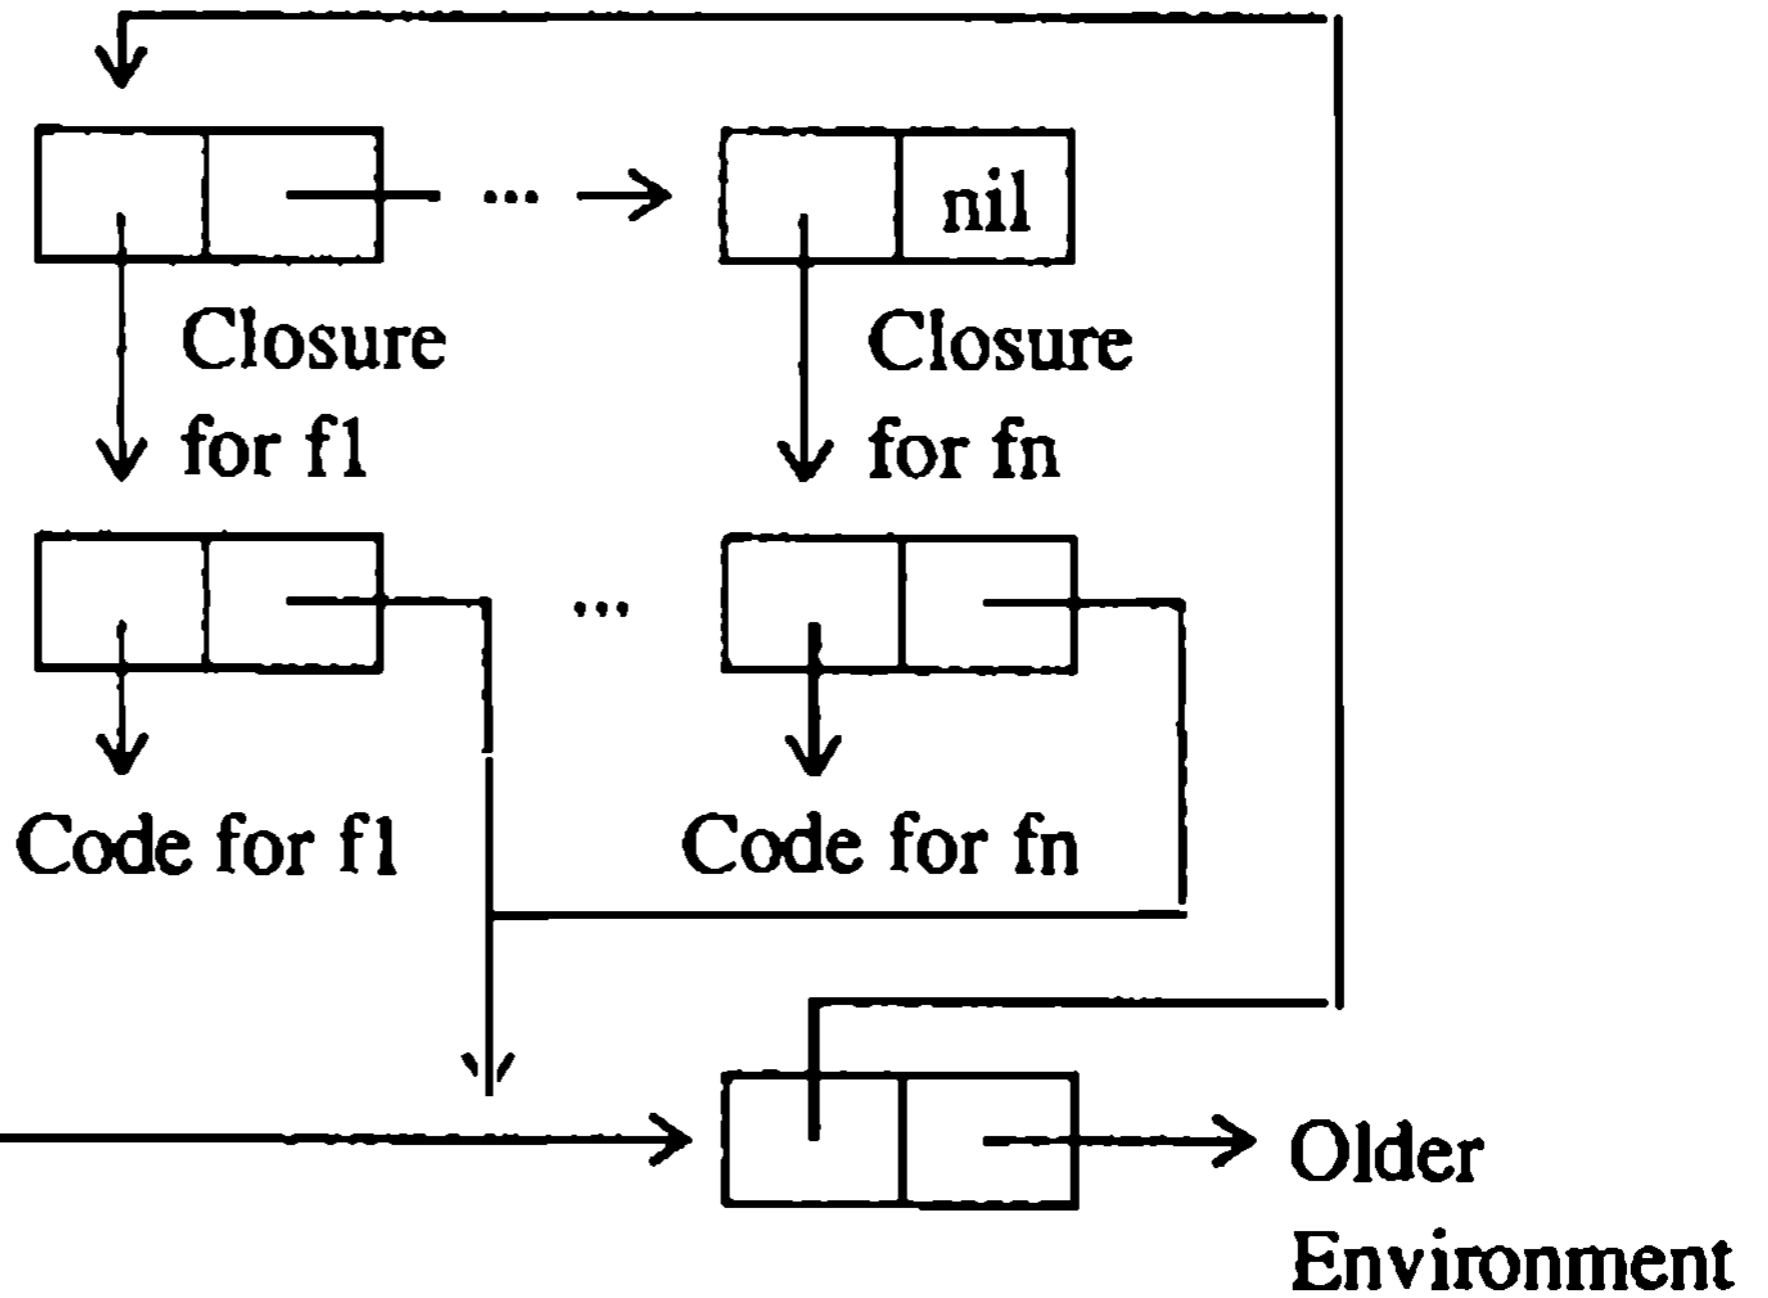 ...
nil
Closure
for f1
Closure
for fn
...
Code for f1
Code for fn
Older
Environment